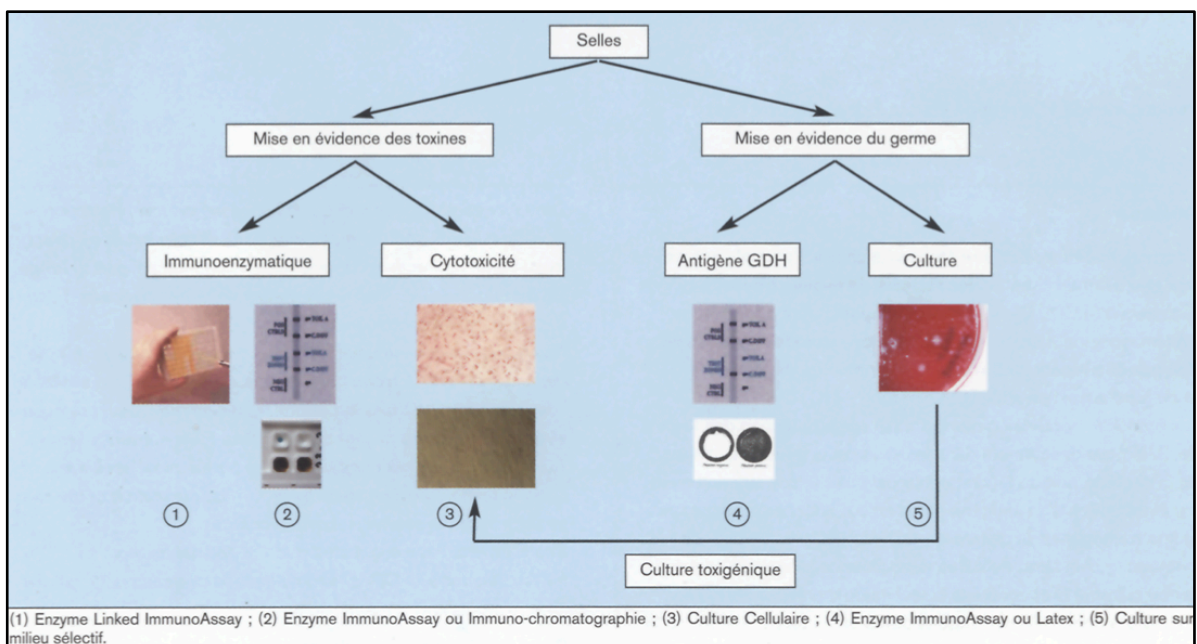 Selles
Mise en évidence des toxines
Mise en évidence du germe
Immunoenzymatique
Cytotoxicité
Antigène GDH
Culture
1
2
3
4
5
Culture toxigénique
(1) Enzyme Linked ImmunoAssay ; (2) Enzyme ImmunoAssay ou Immuno-chromatographie ; (3) Culture Cellulaire ; (4) Enzyme ImmunoAssay ou Latex ; (5) Culture sur
milieu sélectif.